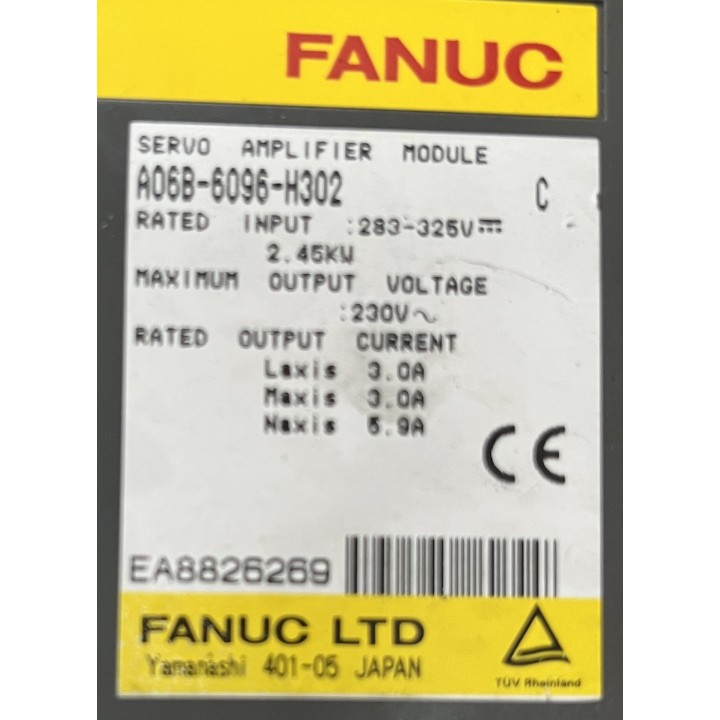 FANUC
SERVO AMPLIFIER MODULE
A06B-6096-H302 C
RATED INPUT :283-325V⎓
2.45KW
MAXIMUM OUTPUT VOLTAGE
:230V~
RATED OUTPUT CURRENT
Laxis 3.0A
Maxis 3.0A
Naxis 5.9A
CE
EA8826269
FANUC LTD
Yamanashi 401-05 JAPAN
TÜV Rheinland